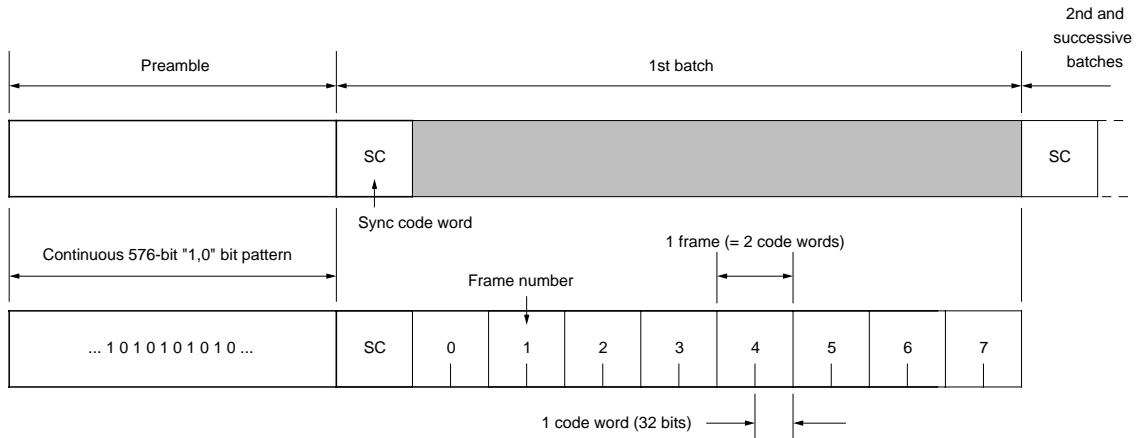 2nd and
successive
batches
Preamble
1st batch
SC
SC
Sync code word
Continuous 576-bit "1,0" bit pattern
1 frame (= 2 code words)
Frame number
... 1 0 1 0 1 0 1 0 1 0 ...
SC
0
1
2
3
4
5
6
7
1 code word (32 bits)